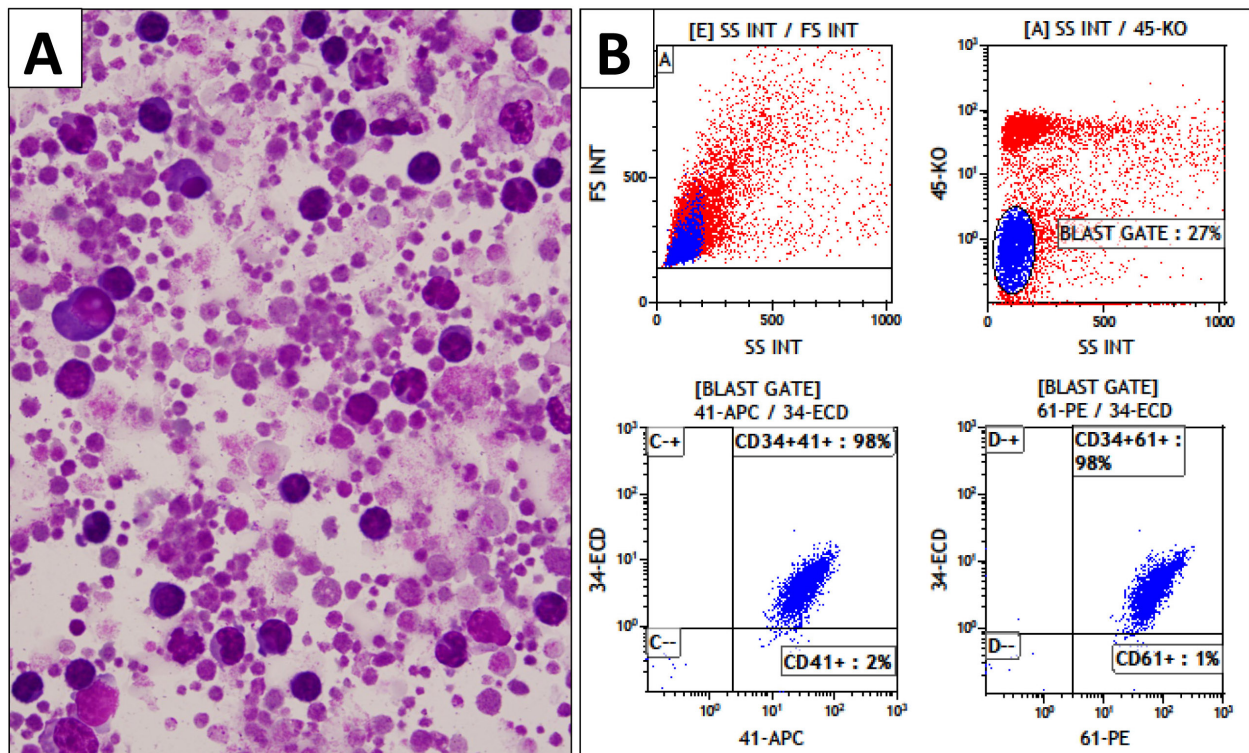 A
B
[E] SS INT / FS INT
A
FS INT
500
0
0
500
1000
SS INT
[A] SS INT / 45-KO
10³
10²
10¹
10⁰
45-KO
BLAST GATE : 27%
0
500
1000
SS INT
[BLAST GATE]
41-APC / 34-ECD
10³
C-+
CD34+41+ : 98%
10²
34-ECD
10¹
10⁰
C--
CD41+ : 2%
10⁰
10¹
10²
10³
41-APC
[BLAST GATE]
61-PE / 34-ECD
10³
D-+
CD34+61+ :
98%
10²
34-ECD
10¹
10⁰
D--
CD61+ : 1%
10⁰
10¹
10²
10³
61-PE